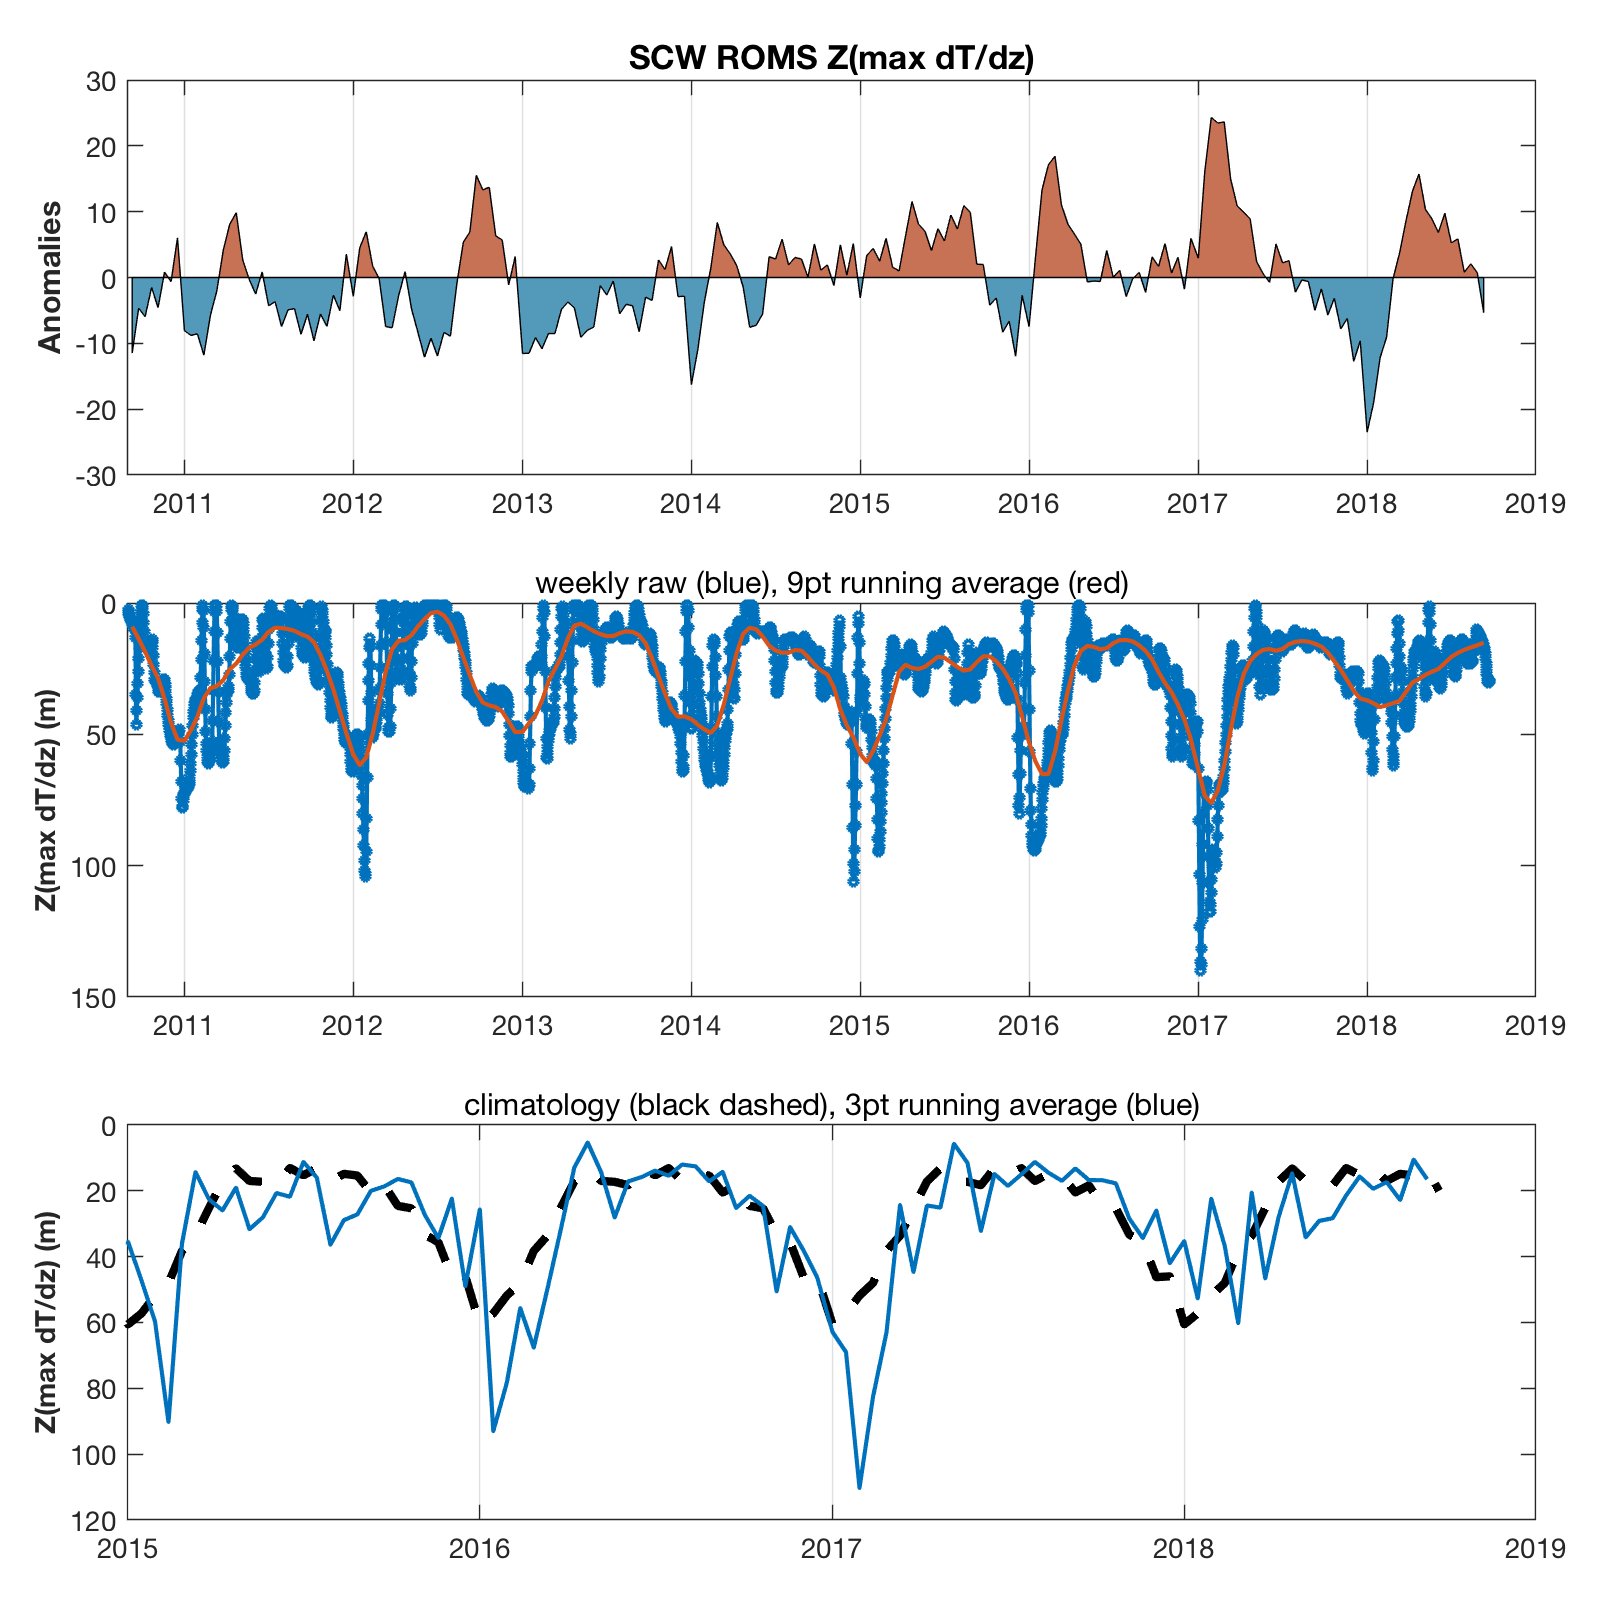 SCW ROMS Z(max dT/dz)
Anomalies
30
20
10
0
-10
-20
-30
2011 2012 2013 2014 2015 2016 2017 2018 2019
weekly raw (blue), 9pt running average (red)
Z(max dT/dz) (m)
0
50
100
150
2011 2012 2013 2014 2015 2016 2017 2018 2019
climatology (black dashed), 3pt running average (blue)
Z(max dT/dz) (m)
0
20
40
60
80
100
120
2015 2016 2017 2018 2019